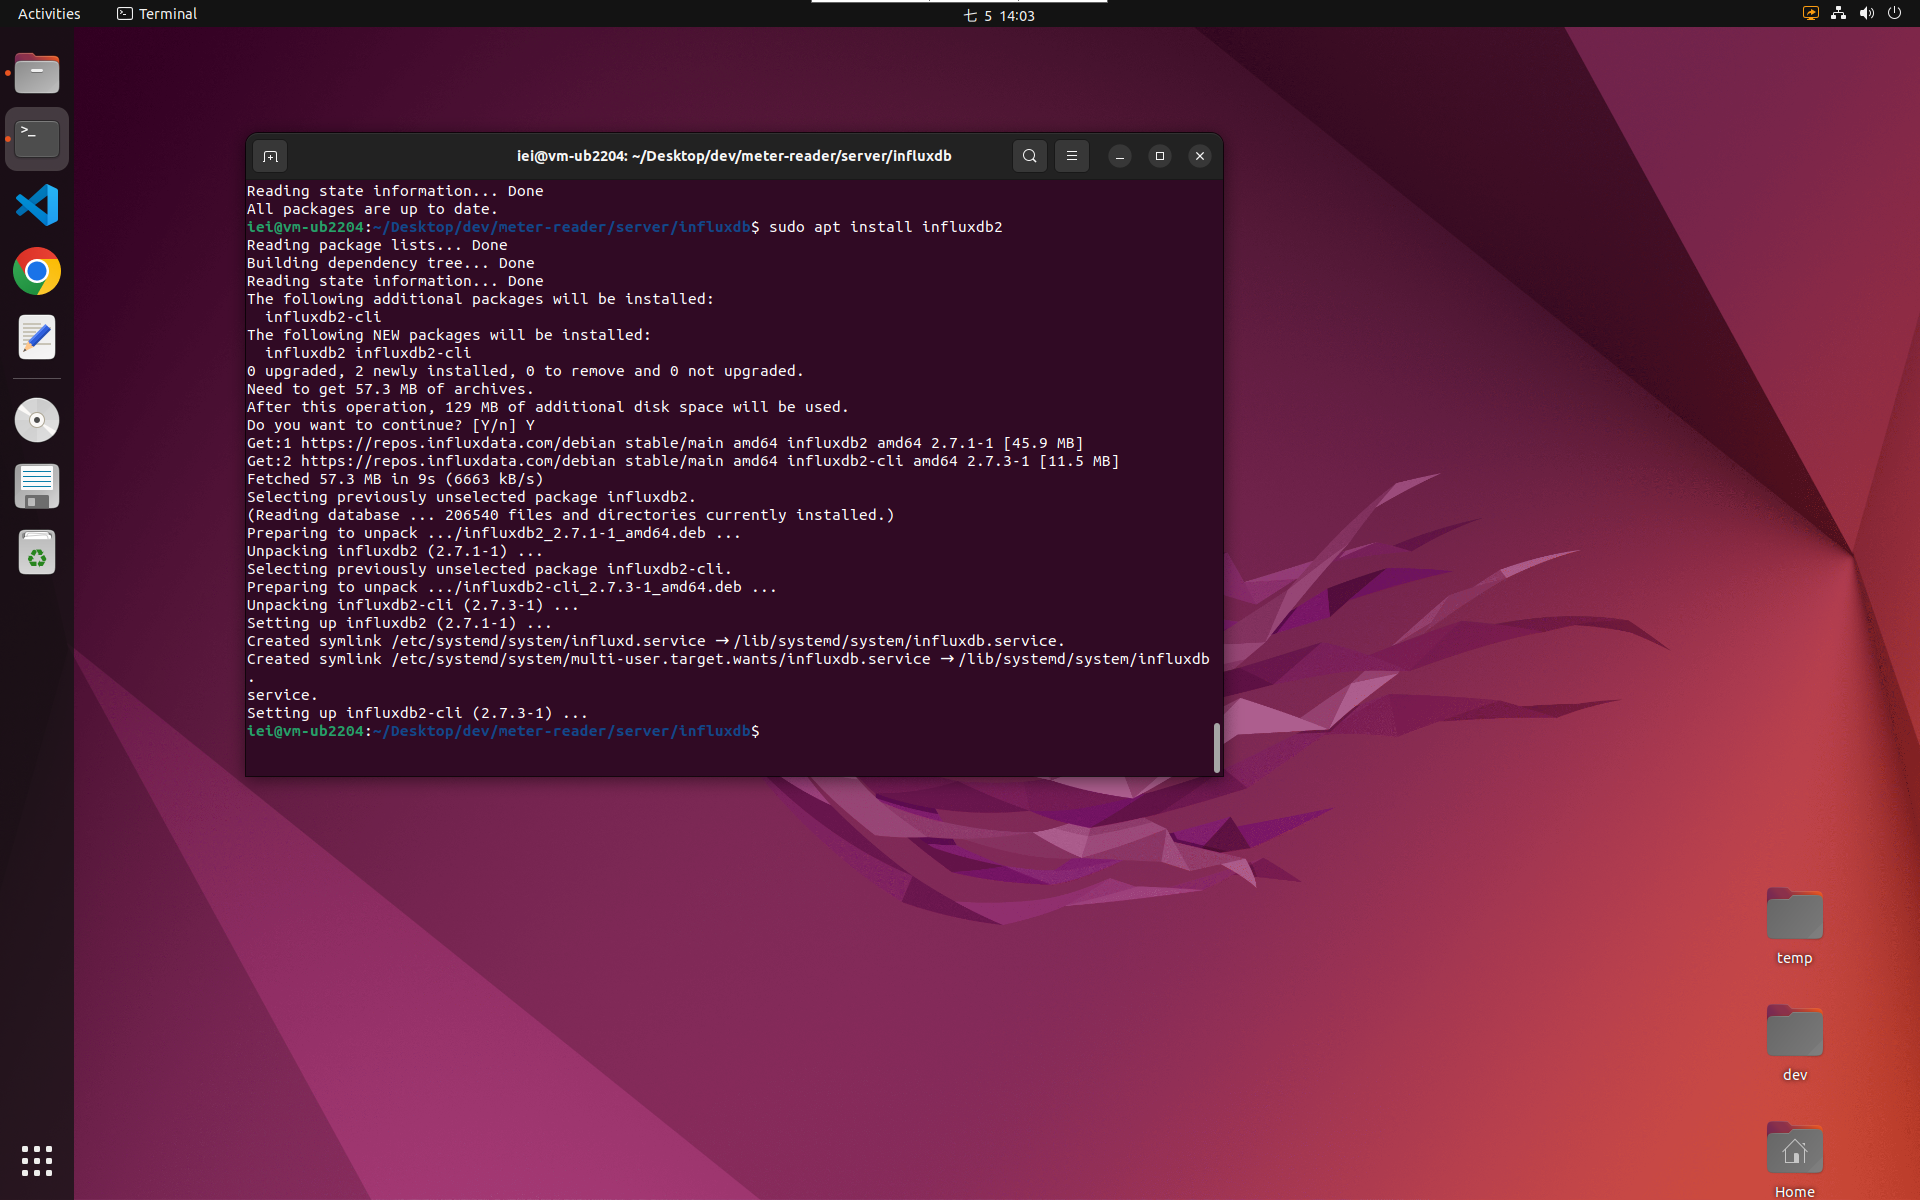 Activities
Terminal
七 5 14:03
iei@vm-ub2204: ~/Desktop/dev/meter-reader/server/influxdb
Reading state information... Done
All packages are up to date.
iei@vm-ub2204:~/Desktop/dev/meter-reader/server/influxdb$ sudo apt install influxdb2
Reading package lists... Done
Building dependency tree... Done
Reading state information... Done
The following additional packages will be installed:
  influxdb2-cli
The following NEW packages will be installed:
  influxdb2 influxdb2-cli
0 upgraded, 2 newly installed, 0 to remove and 0 not upgraded.
Need to get 57.3 MB of archives.
After this operation, 129 MB of additional disk space will be used.
Do you want to continue? [Y/n] Y
Get:1 https://repos.influxdata.com/debian stable/main amd64 influxdb2 amd64 2.7.1-1 [45.9 MB]
Get:2 https://repos.influxdata.com/debian stable/main amd64 influxdb2-cli amd64 2.7.3-1 [11.5 MB]
Fetched 57.3 MB in 9s (6663 kB/s)
Selecting previously unselected package influxdb2.
(Reading database ... 206540 files and directories currently installed.)
Preparing to unpack .../influxdb2_2.7.1-1_amd64.deb ...
Unpacking influxdb2 (2.7.1-1) ...
Selecting previously unselected package influxdb2-cli.
Preparing to unpack .../influxdb2-cli_2.7.3-1_amd64.deb ...
Unpacking influxdb2-cli (2.7.3-1) ...
Setting up influxdb2 (2.7.1-1) ...
Created symlink /etc/systemd/system/influxd.service → /lib/systemd/system/influxdb.service.
Created symlink /etc/systemd/system/multi-user.target.wants/influxdb.service → /lib/systemd/system/influxdb
.
service.
Setting up influxdb2-cli (2.7.3-1) ...
iei@vm-ub2204:~/Desktop/dev/meter-reader/server/influxdb$
temp
dev
Home